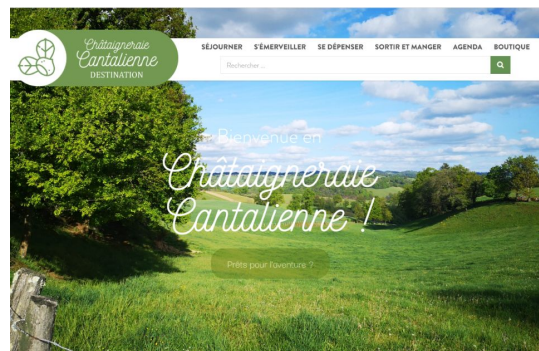 Châtaigneraie
Cantalienne
DESTINATION
SÉJOURNER S'ÉMERVEILLER SE DÉPENSER SORTIR ET MANGER AGENDA BOUTIQUE
Rechercher ...
Bienvenue en
Châtaigneraie
Cantalienne !
Prêts pour l'aventure ?